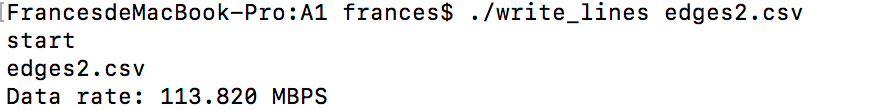 FrancesdeMacBook-Pro:A1 frances$ ./write_lines edges2.csv
start
edges2.csv
Data rate: 113.820 MBPS